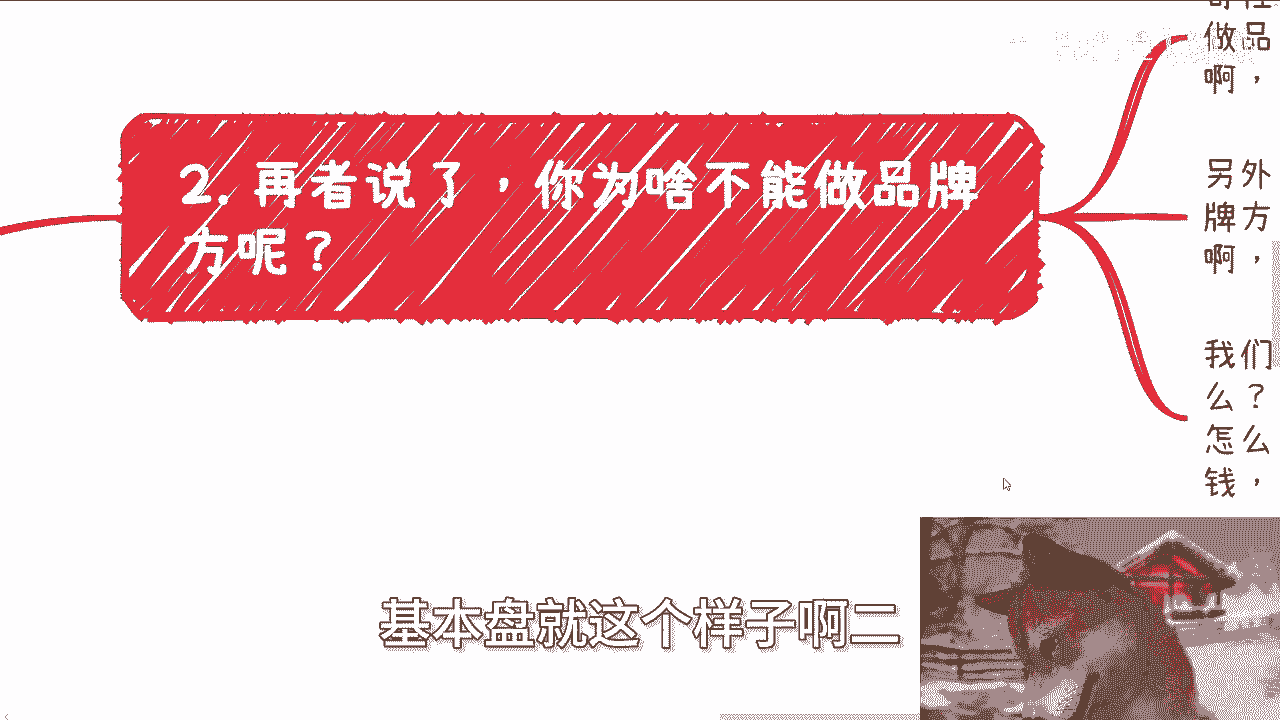 做品
啊，
2. 再者说了，你为啥不能做品牌
方呢？
另外
牌方
啊，
我们
么？
怎么
钱，
基本盘就这个样子啊二